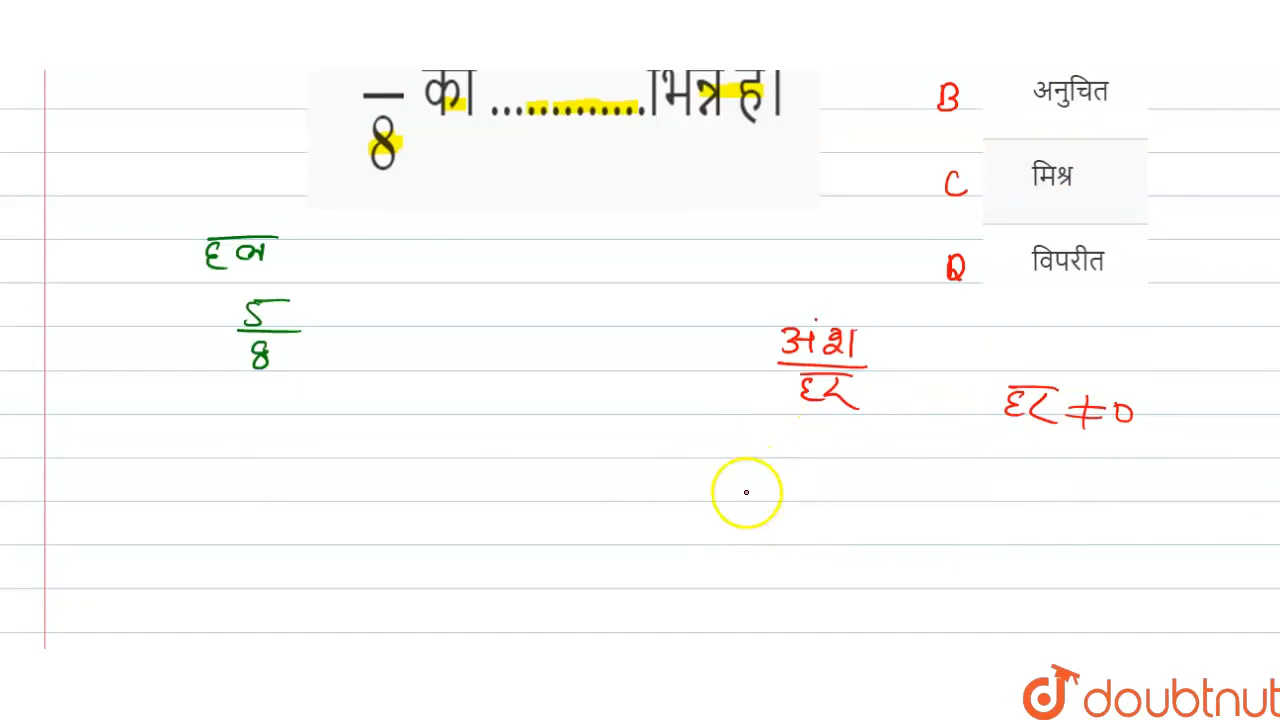 — का ..............भिन्न है।
8
B अनुचित
C मिश्र
D विपरीत
हल
5
8
अंश
हर
हर ≠ 0
doubtnut